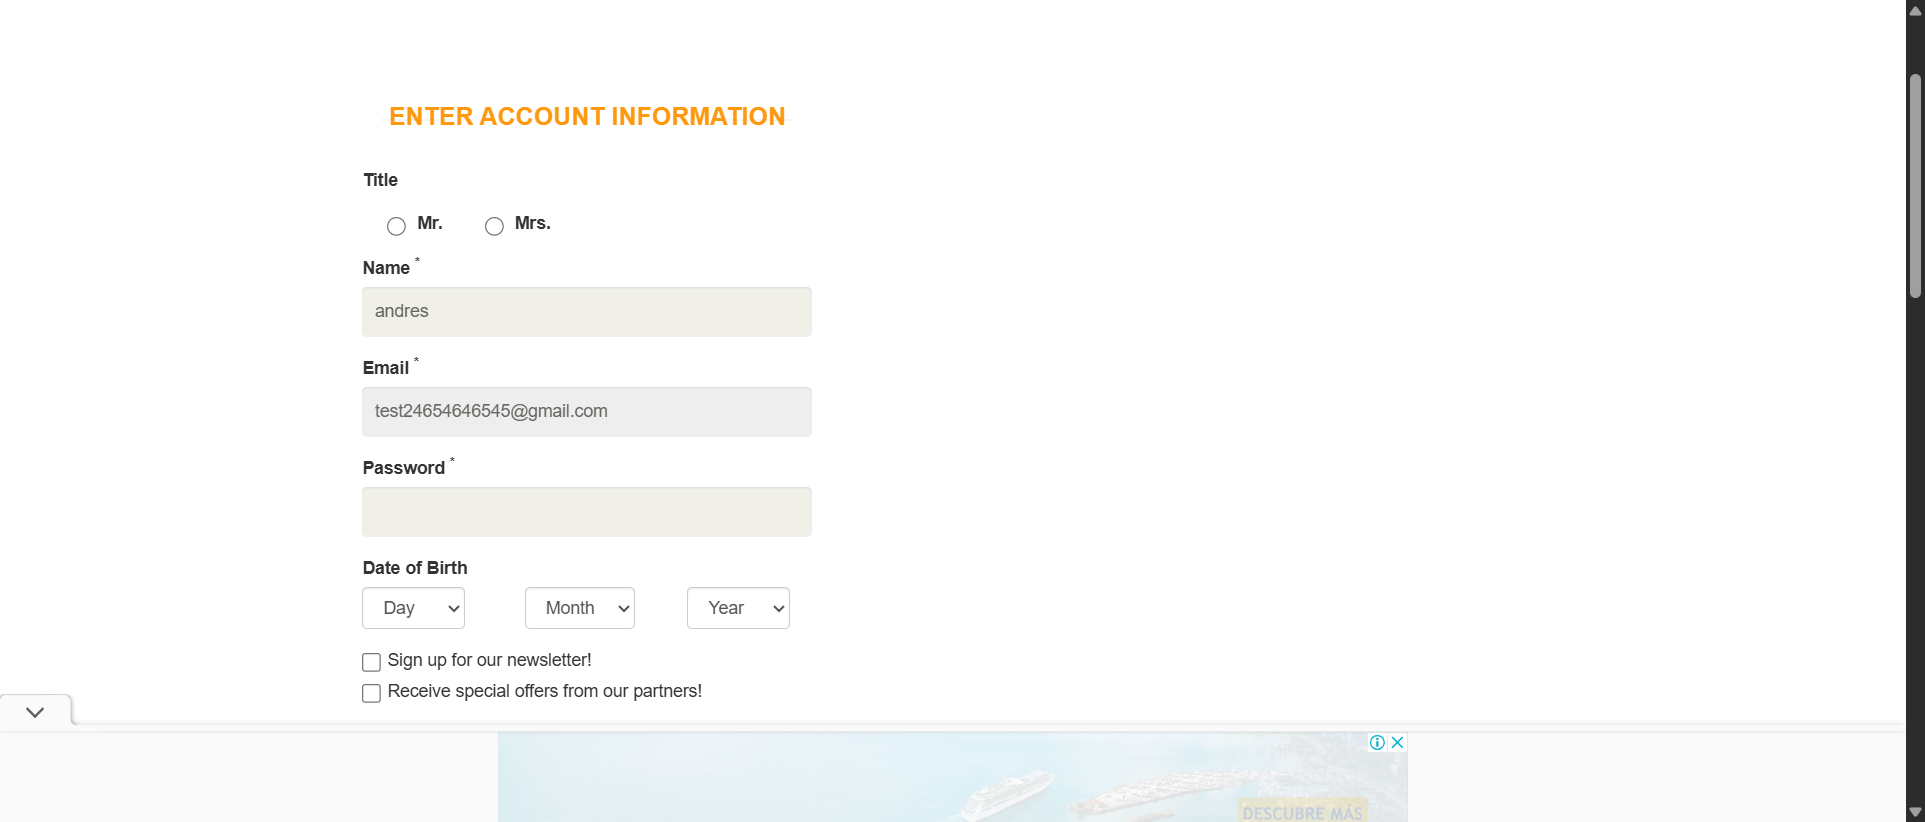 ENTER ACCOUNT INFORMATION
Title
Mr. Mrs.
Name *
andres
Email *
test24654646545@gmail.com
Password *
Date of Birth
Day Month Year
Sign up for our newsletter!
Receive special offers from our partners!
DESCUBRE MÁS